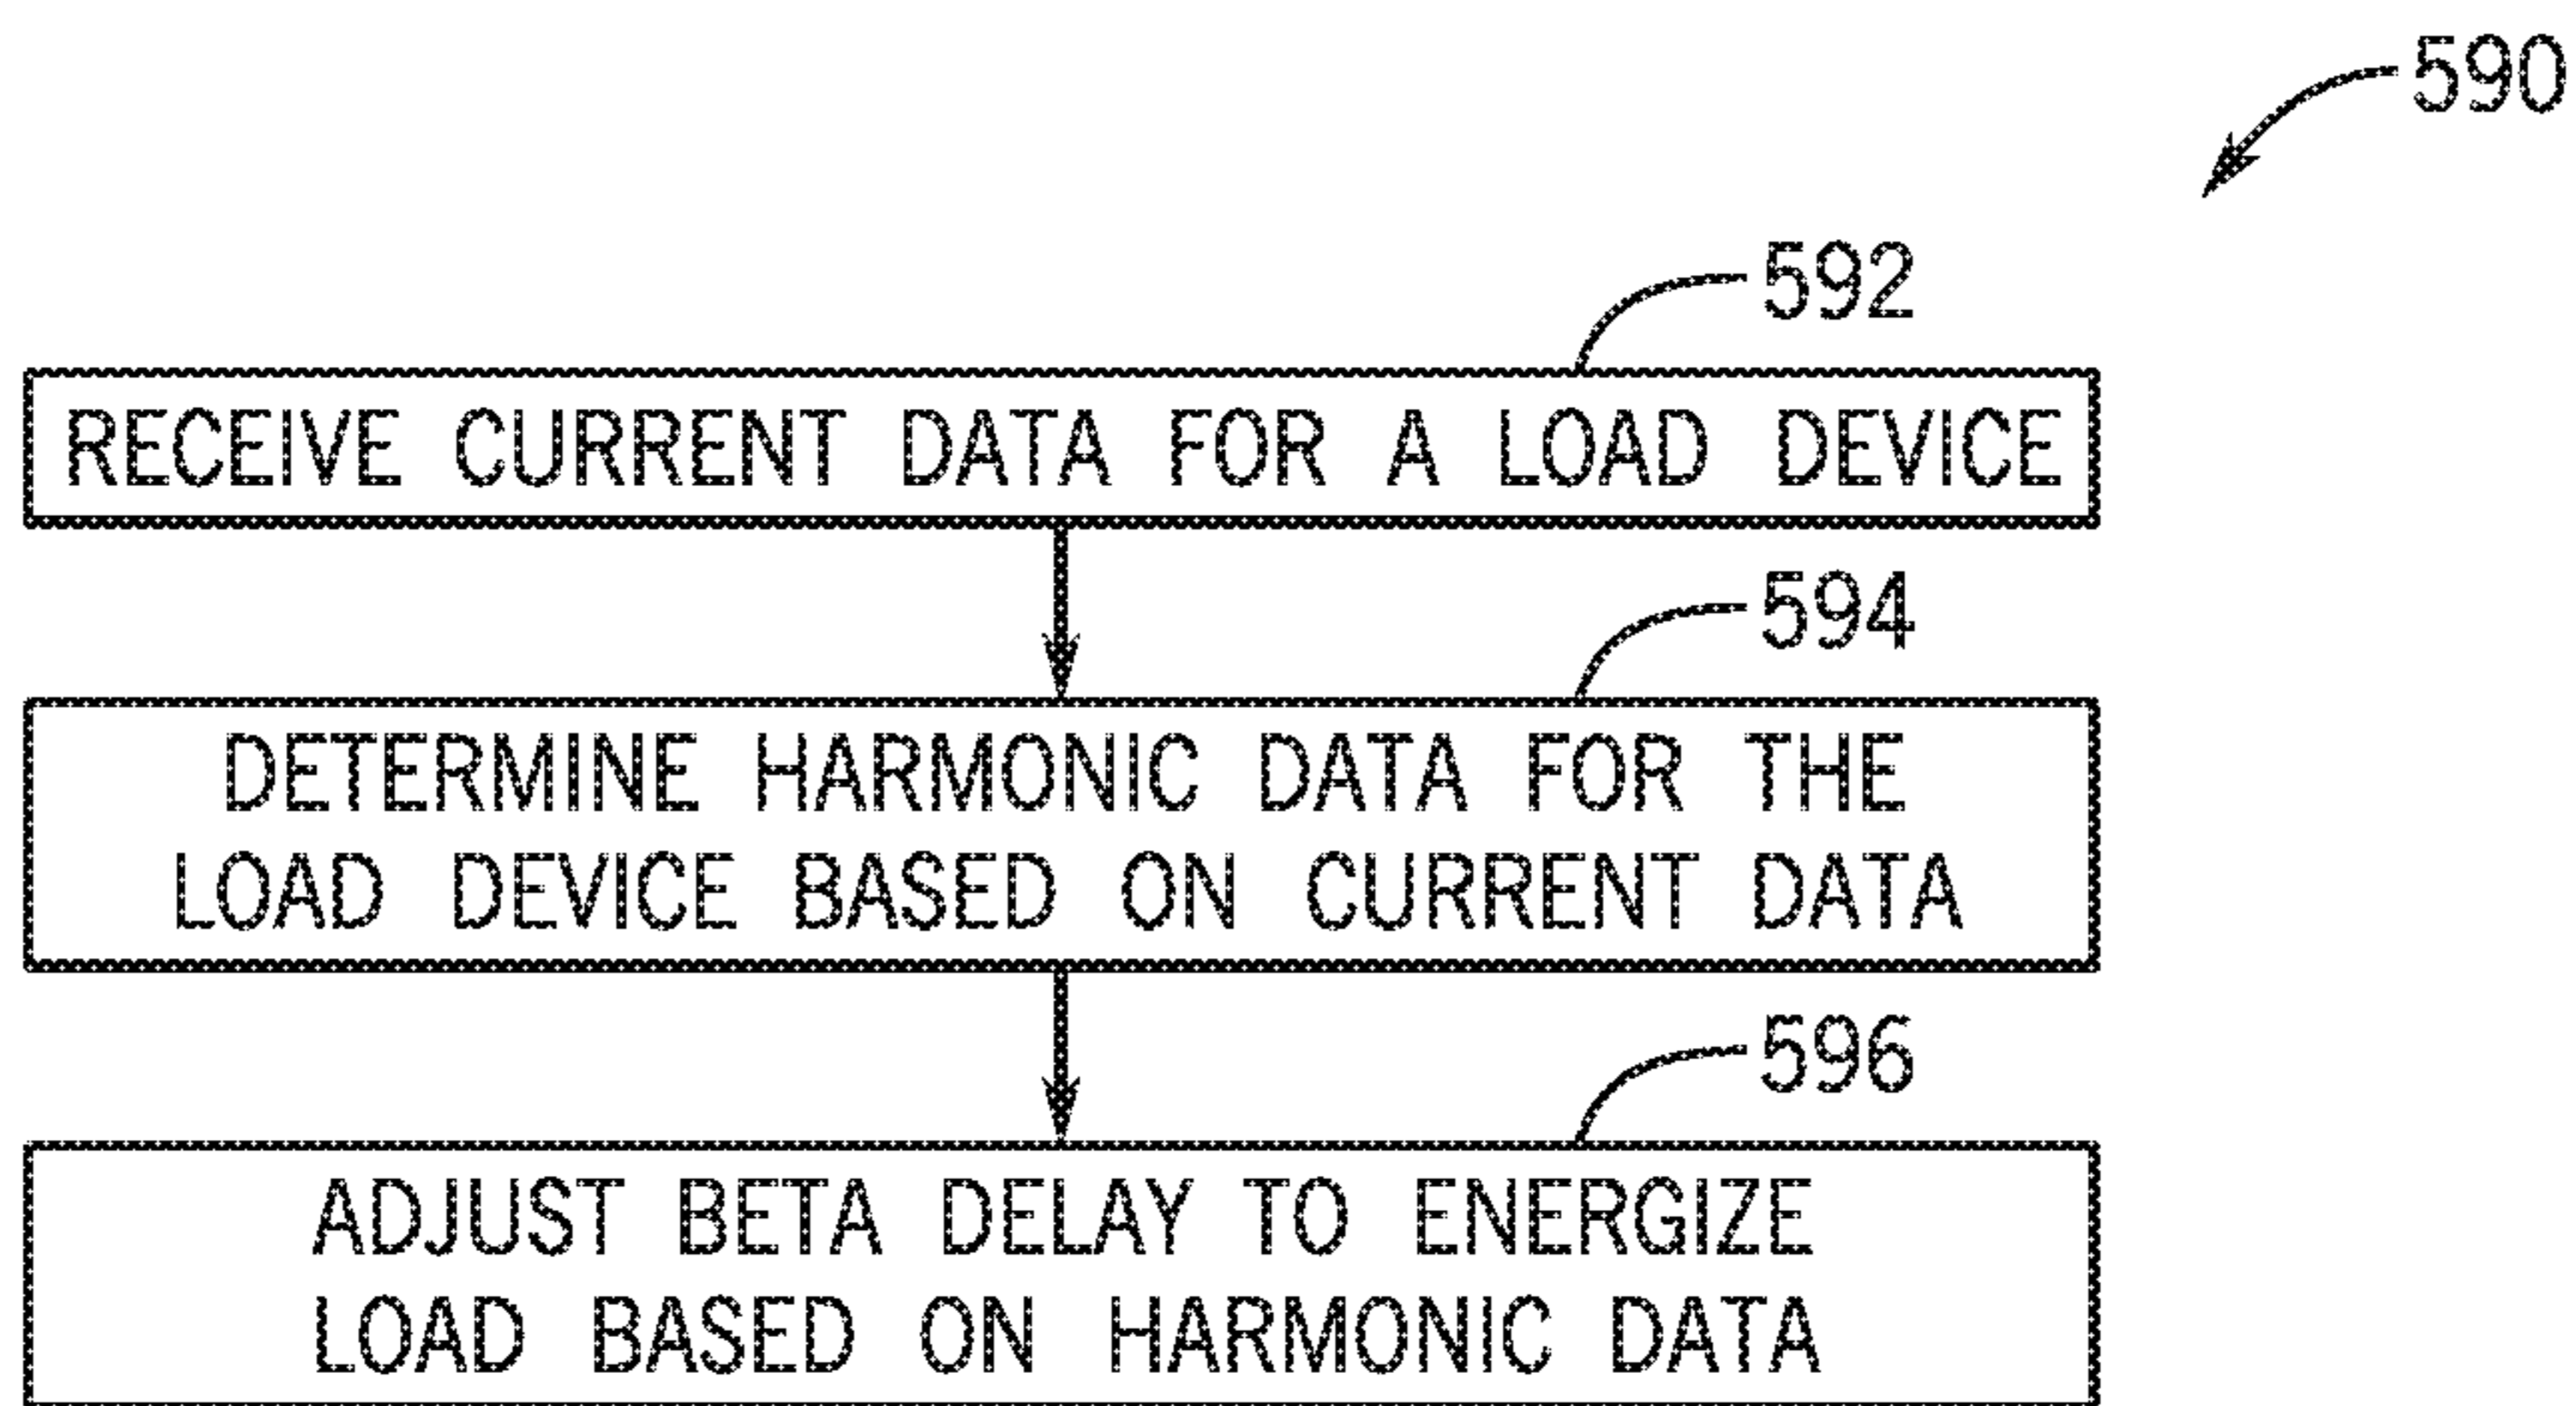 590
592
RECEIVE CURRENT DATA FOR A LOAD DEVICE
594
DETERMINE HARMONIC DATA FOR THE
LOAD DEVICE BASED ON CURRENT DATA
596
ADJUST BETA DELAY TO ENERGIZE
LOAD BASED ON HARMONIC DATA